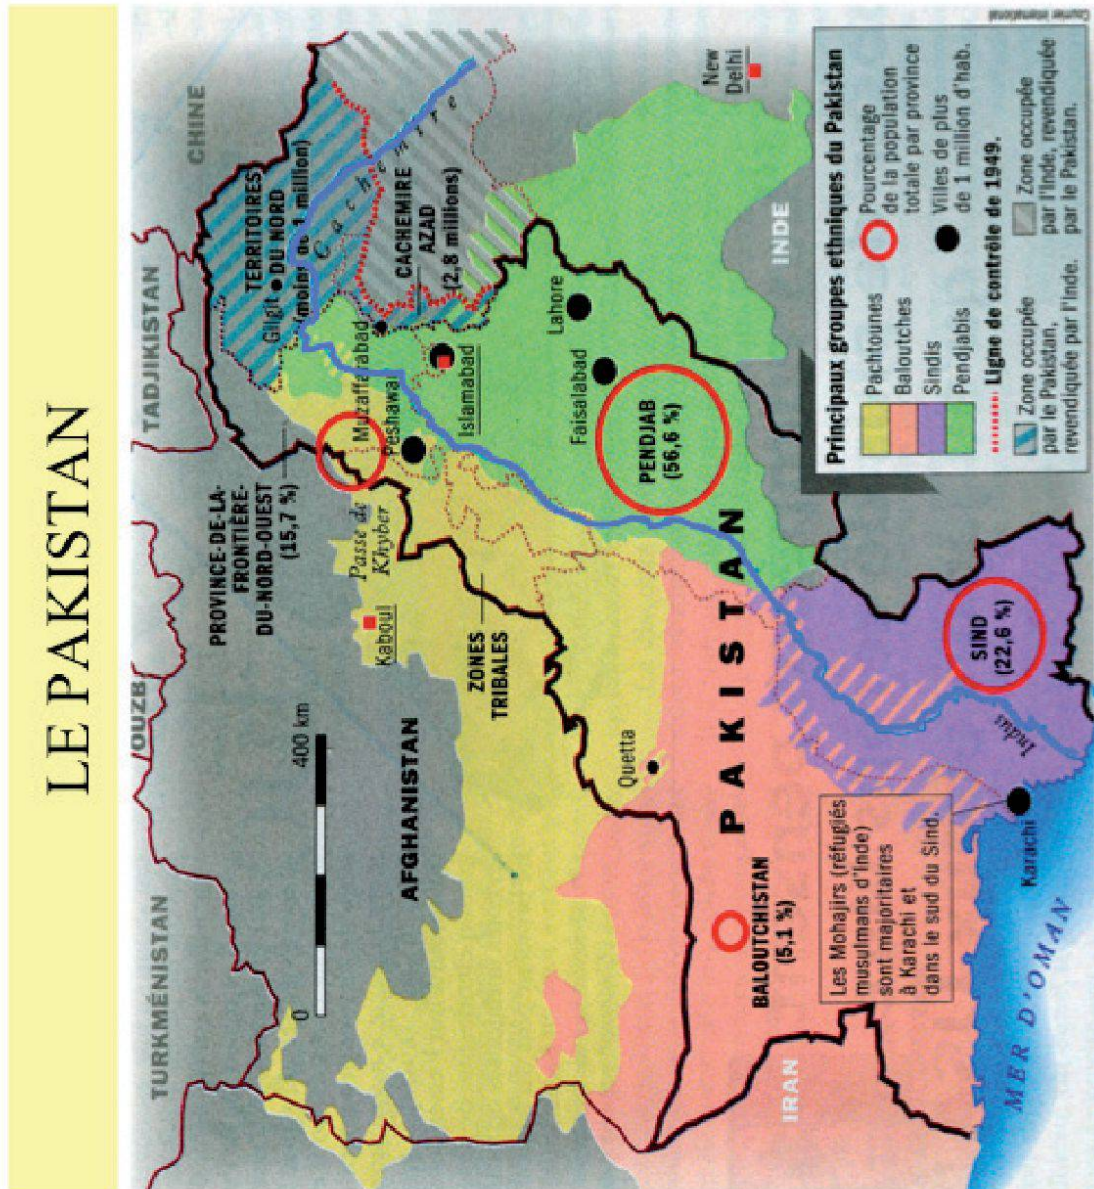 LE PAKISTAN
TURKMÉNISTAN
OUZB
TADJIKISTAN
CHINE
0
400 km
PROVINCE-DE-LA-
FRONTIÈRE-
DU-NORD-OUEST
(15,7 %)
TERRITOIRES
DU NORD
(moins de 1 million)
Gilgit
Cachemire
CACHEMIRE
AZAD
(2,8 millions)
Muzaffarabad
Peshawar
Passe de
Khyber
Kaboul
Islamabad
ZONES
TRIBALES
AFGHANISTAN
Lahore
Faisalabad
New
Delhi
Quetta
PENDJAB
(56,6 %)
PAKISTAN
INDE
BALOUTCHISTAN
(5,1 %)
IRAN
SIND
(22,6 %)
Indus
Karachi
Les Mohajirs (réfugiés
musulmans d'Inde)
sont majoritaires
à Karachi et
dans le sud du Sind.
MER D'OMAN
Principaux groupes ethniques du Pakistan
Pachtounes
Baloutches
Sindis
Pendjabis
Pourcentage
de la population
totale par province
Villes de plus
de 1 million d'hab.
Ligne de contrôle de 1949.
Zone occupée
par le Pakistan,
revendiquée par l'Inde.
Zone occupée
par l'Inde, revendiquée
par le Pakistan.
Courrier international